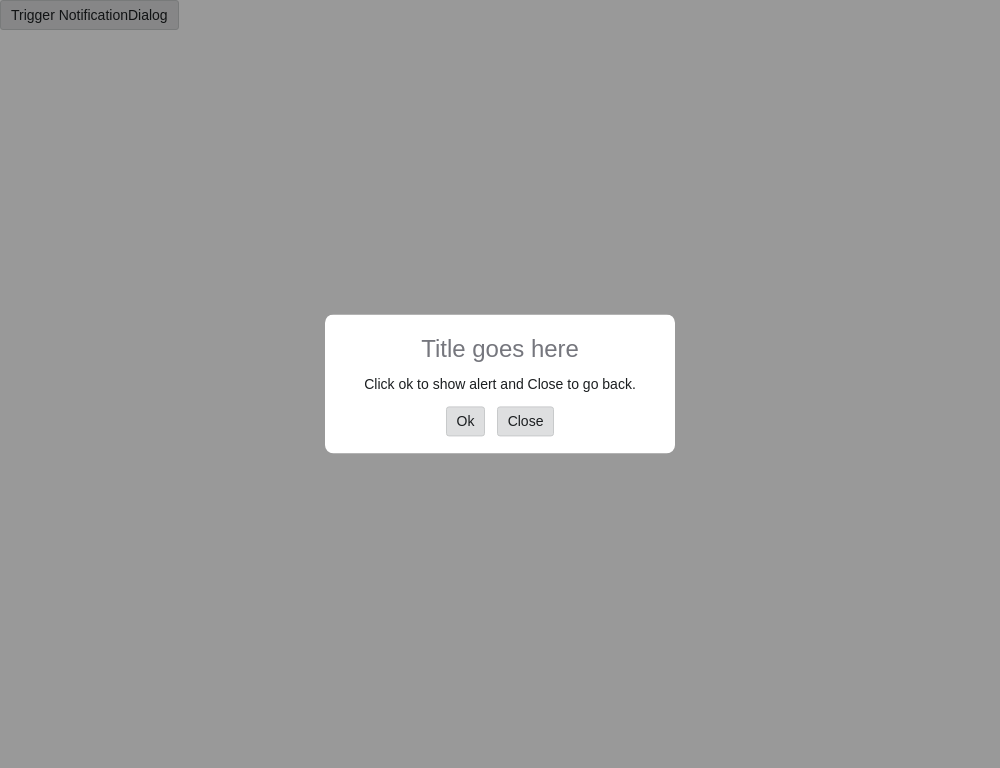 Trigger NotificationDialog
Title goes here
Click ok to show alert and Close to go back.
Ok Close